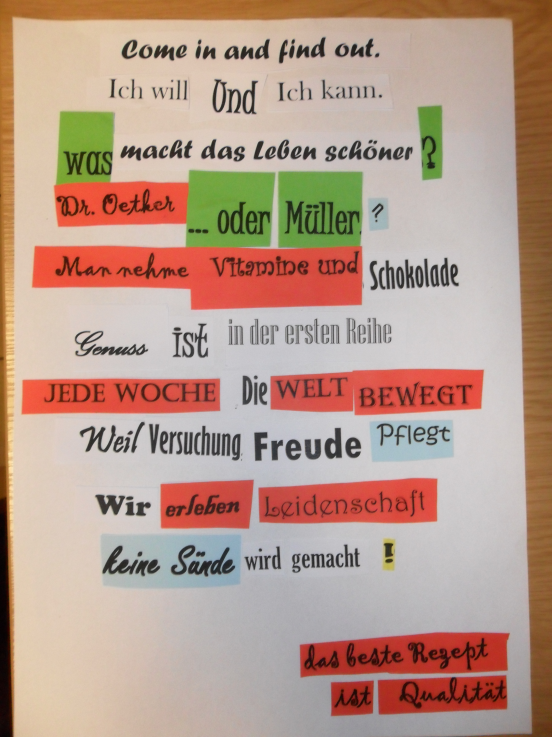 Come in and find out.
Ich will Und Ich kann.
was macht das Leben schöner ?
Dr. Oetker ... oder Müller ?
Man nehme Vitamine und Schokolade
Genuss ist in der ersten Reihe
JEDE WOCHE Die WELT BEWEGT
Weil Versuchung Freude Pflegt
Wir erleben Leidenschaft
keine Sünde wird gemacht !
das beste Rezept
ist Qualität